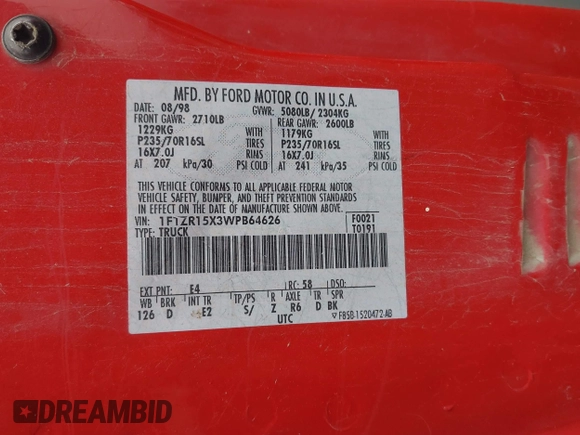 MFD. BY FORD MOTOR CO. IN U.S.A.
DATE: 08/98 GVWR: 5080LB/ 2304KG
FRONT GAWR: 2710LB REAR GAWR: 2600LB
1229KG WITH 1179KG WITH
P235/70R16SL TIRES P235/70R16SL TIRES
16X7.0J RIMS 16X7.0J RIMS
AT 207 kPa/30 PSI COLD AT 241 kPa/35 PSI COLD
THIS VEHICLE CONFORMS TO ALL APPLICABLE FEDERAL MOTOR
VEHICLE SAFETY, BUMPER, AND THEFT PREVENTION STANDARDS
IN EFFECT ON THE DATE OF MANUFACTURE SHOWN ABOVE.
VIN: 1FTZR15X3WPB64626 F0021
TYPE: TRUCK T0191
EXT PNT: E4 RC: 58 DSO:
WB BRK INT TR TP/PS R AXLE TR SPR
126 D E2 S/ Z R6 D BK
UTC F85B-1520472-AB
DREAMBID